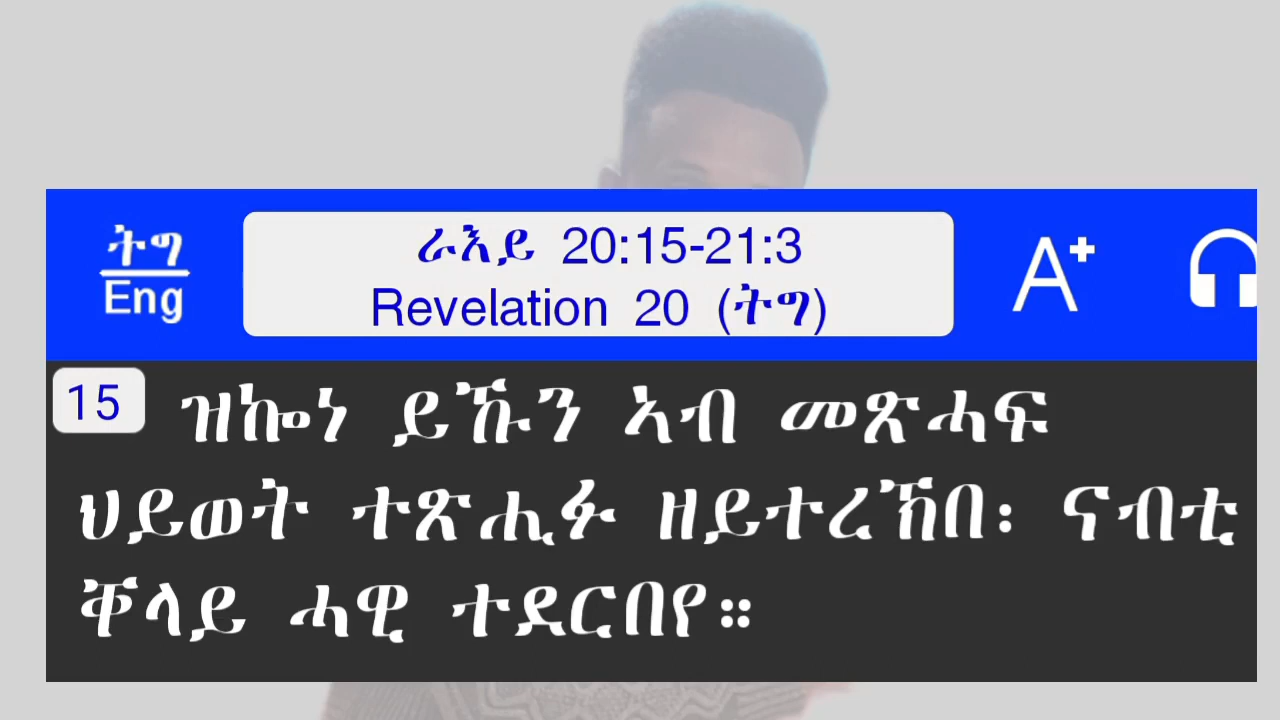 ትግ
Eng
ራእይ 20:15-21:3
Revelation 20 (ትግ)
A+
15 ዝዀነ ይኹን ኣብ መጽሓፍ
ህይወት ተጽሒፉ ዘይተረኽበ፡ ናብቲ
ቐላይ ሓዊ ተደርበየ።